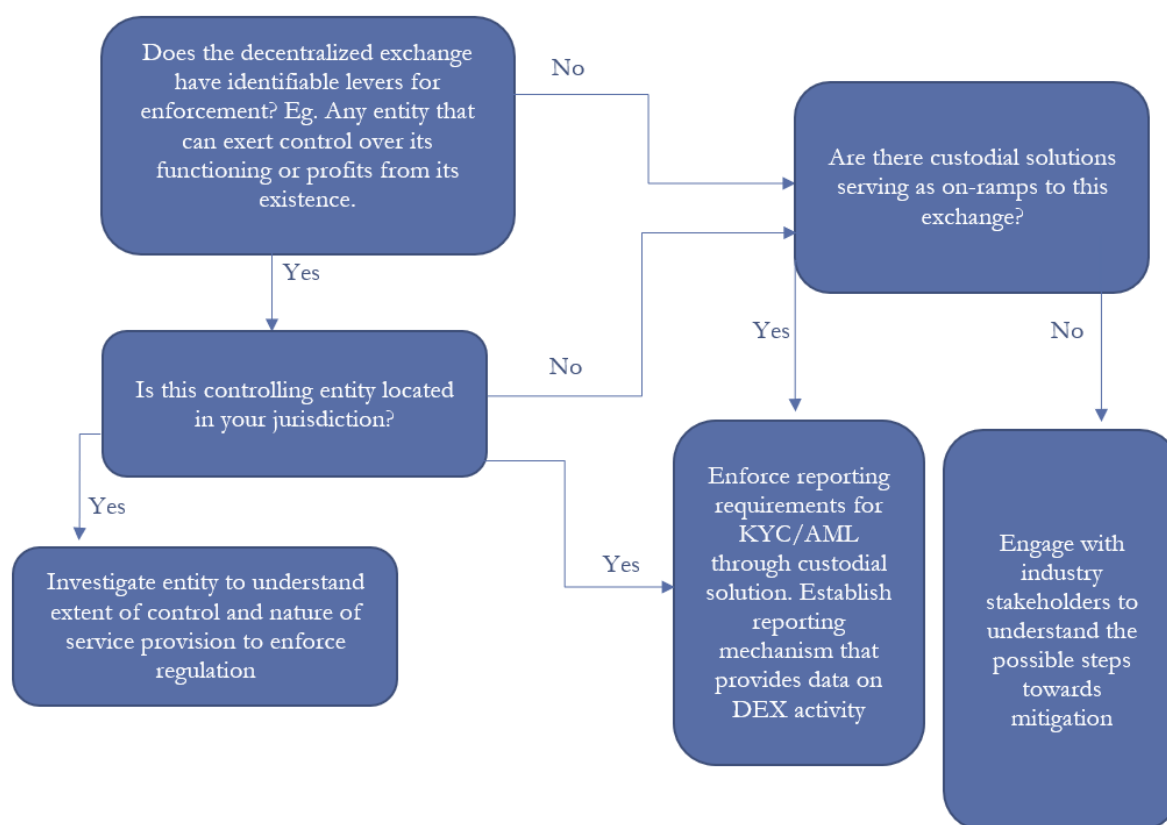 Does the decentralized exchange
have identifiable levers for
enforcement? Eg. Any entity that
can exert control over its
functioning or profits from its
existence.
No
Are there custodial solutions
serving as on-ramps to this
exchange?
Yes
Is this controlling entity located
in your jurisdiction?
No
Yes
No
Yes
Investigate entity to understand
extent of control and nature of
service provision to enforce
regulation
Yes
Enforce reporting
requirements for
KYC/AML
through custodial
solution. Establish
reporting
mechanism that
provides data on
DEX activity
Engage with
industry
stakeholders to
understand the
possible steps
towards
mitigation